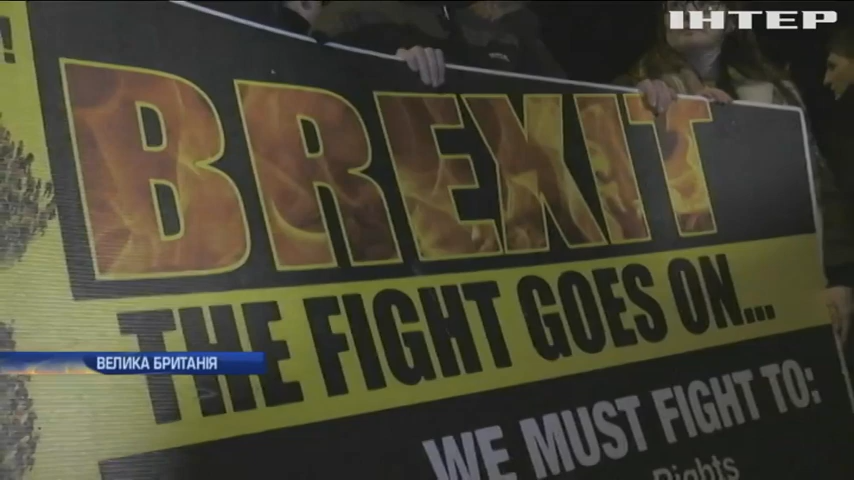 ІНТЕР
!
BREXIT
THE FIGHT GOES ON...
ВЕЛИКА БРИТАНІЯ
WE MUST FIGHT TO:
Rights